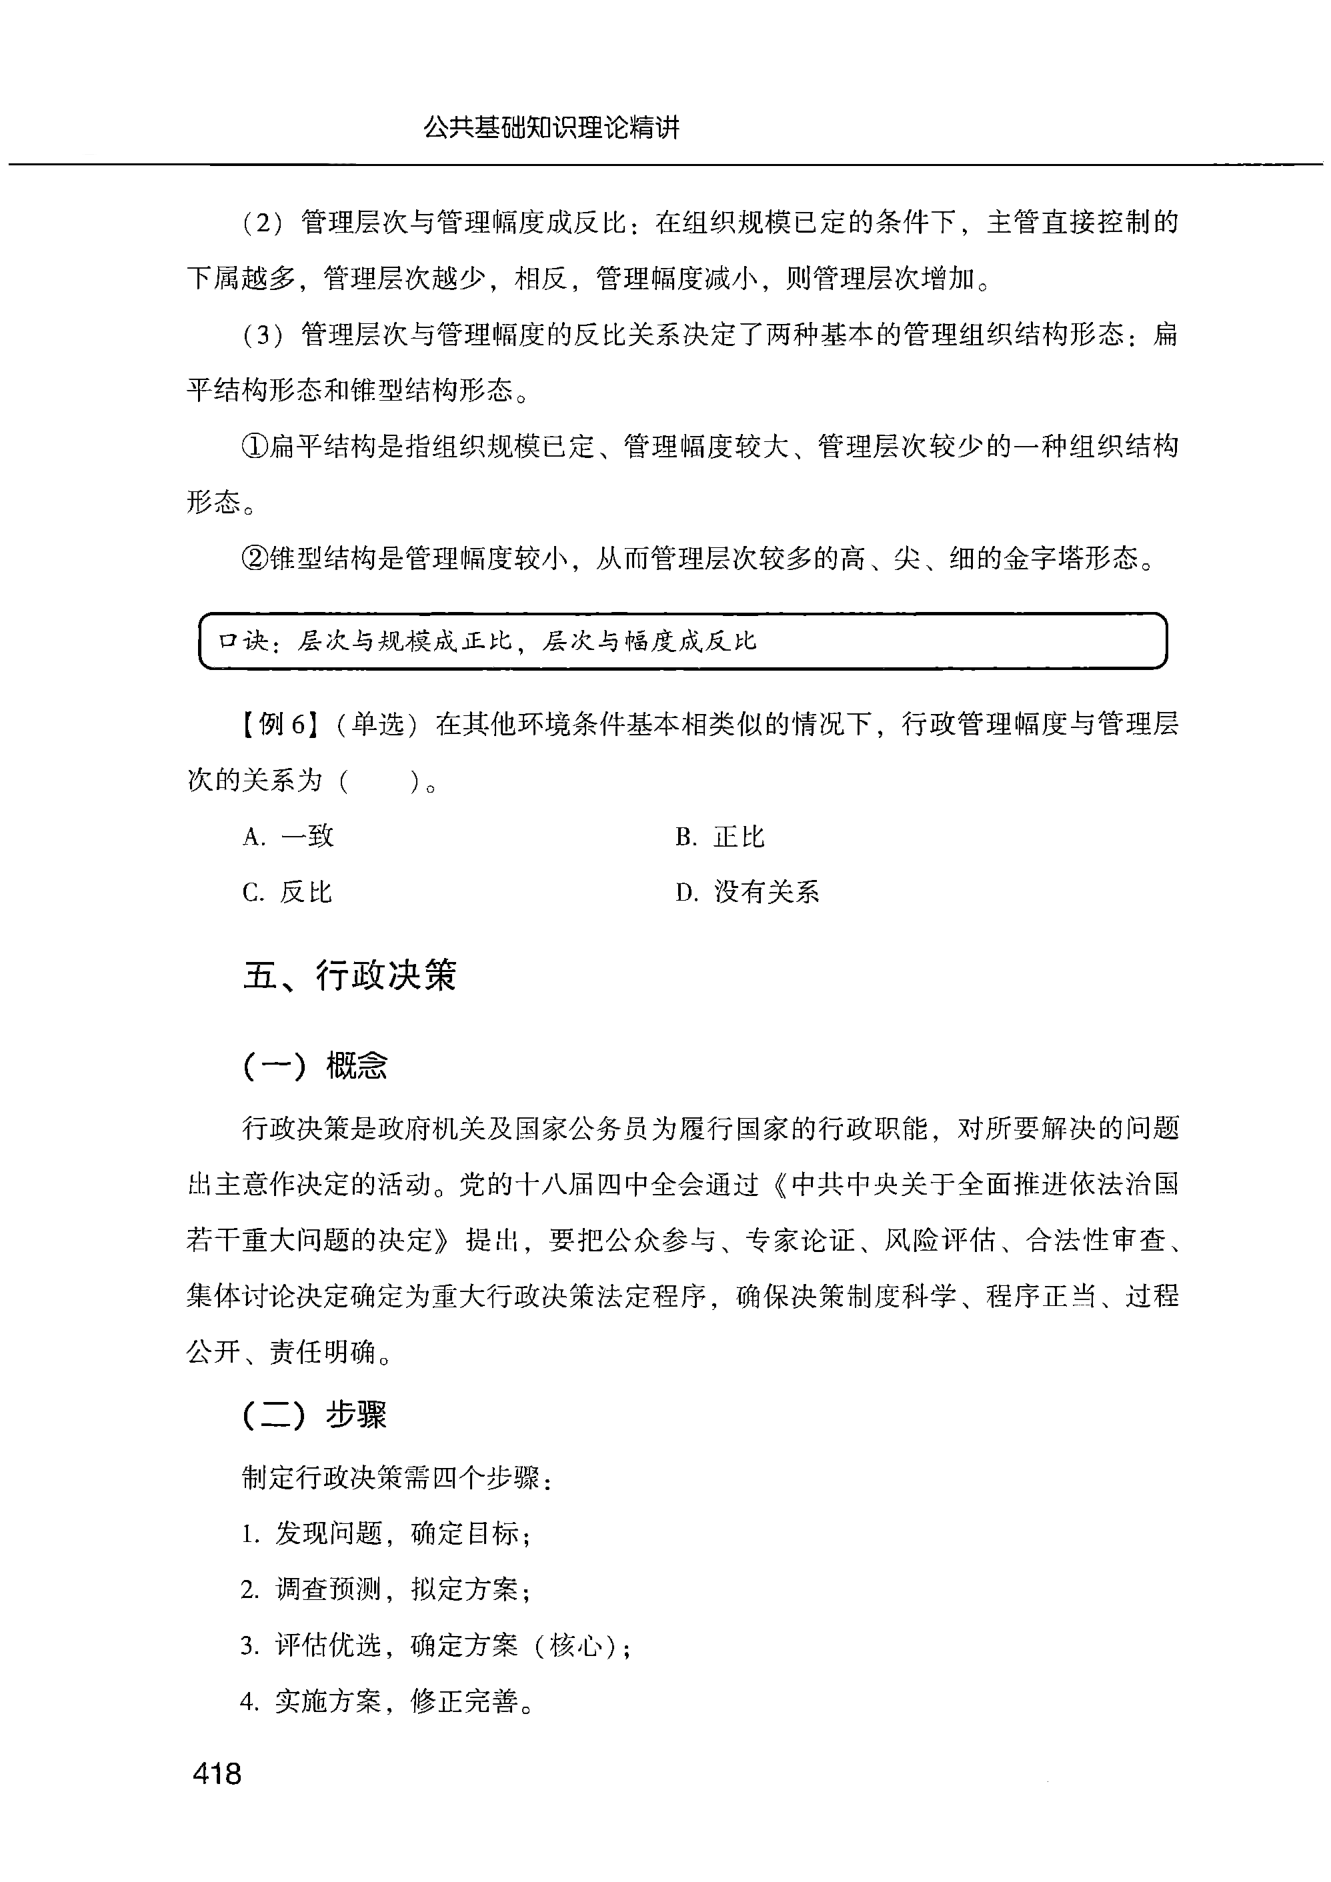 公共基础知识理论精讲
（2）管理层次与管理幅度成反比：在组织规模已定的条件下，主管直接控制的
下属越多，管理层次越少，相反，管理幅度减小，则管理层次增加。
（3）管理层次与管理幅度的反比关系决定了两种基本的管理组织结构形态：扁
平结构形态和锥型结构形态。
①扁平结构是指组织规模已定、管理幅度较大、管理层次较少的一种组织结构
形态。
②锥型结构是管理幅度较小，从而管理层次较多的高、尖、细的金字塔形态。
口诀：层次与规模成正比，层次与幅度成反比
【例6】（单选）在其他环境条件基本相类似的情况下，行政管理幅度与管理层
次的关系为（　　）。
A. 一致　B. 正比
C. 反比　D. 没有关系
五、行政决策
（一）概念
行政决策是政府机关及国家公务员为履行国家的行政职能，对所要解决的问题
出主意作决定的活动。党的十八届四中全会通过《中共中央关于全面推进依法治国
若干重大问题的决定》提出，要把公众参与、专家论证、风险评估、合法性审查、
集体讨论决定确定为重大行政决策法定程序，确保决策制度科学、程序正当、过程
公开、责任明确。
（二）步骤
制定行政决策需四个步骤：
1. 发现问题，确定目标；
2. 调查预测，拟定方案；
3. 评估优选，确定方案（核心）；
4. 实施方案，修正完善。
418